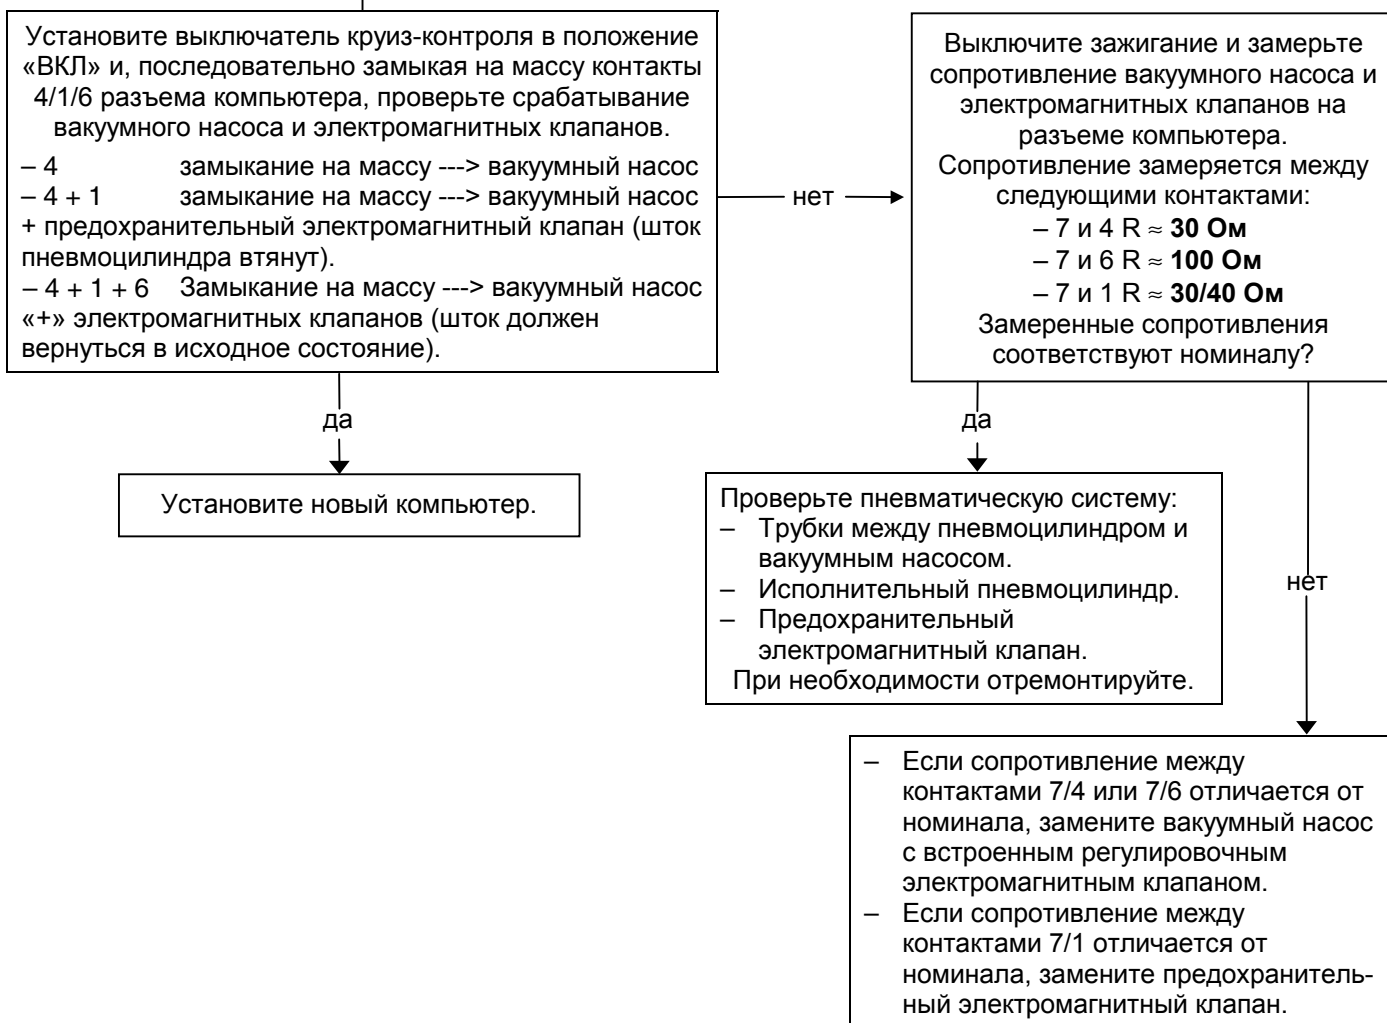 Установите выключатель круиз-контроля в положение
«ВКЛ» и, последовательно замыкая на массу контакты
4/1/6 разъема компьютера, проверьте срабатывание
вакуумного насоса и электромагнитных клапанов.
– 4 замыкание на массу ---> вакуумный насос
– 4 + 1 замыкание на массу ---> вакуумный насос
+ предохранительный электромагнитный клапан (шток
пневмоцилиндра втянут).
– 4 + 1 + 6 Замыкание на массу ---> вакуумный насос
«+» электромагнитных клапанов (шток должен
вернуться в исходное состояние).
нет
Выключите зажигание и замерьте
сопротивление вакуумного насоса и
электромагнитных клапанов на
разъеме компьютера.
Сопротивление замеряется между
следующими контактами:
– 7 и 4 R ≈ 30 Ом
– 7 и 6 R ≈ 100 Ом
– 7 и 1 R ≈ 30/40 Ом
Замеренные сопротивления
соответствуют номиналу?
да
Установите новый компьютер.
да
Проверьте пневматическую систему:
– Трубки между пневмоцилиндром и
вакуумным насосом.
– Исполнительный пневмоцилиндр.
– Предохранительный
электромагнитный клапан.
При необходимости отремонтируйте.
нет
– Если сопротивление между
контактами 7/4 или 7/6 отличается от
номинала, замените вакуумный насос
с встроенным регулировочным
электромагнитным клапаном.
– Если сопротивление между
контактами 7/1 отличается от
номинала, замените предохранитель-
ный электромагнитный клапан.